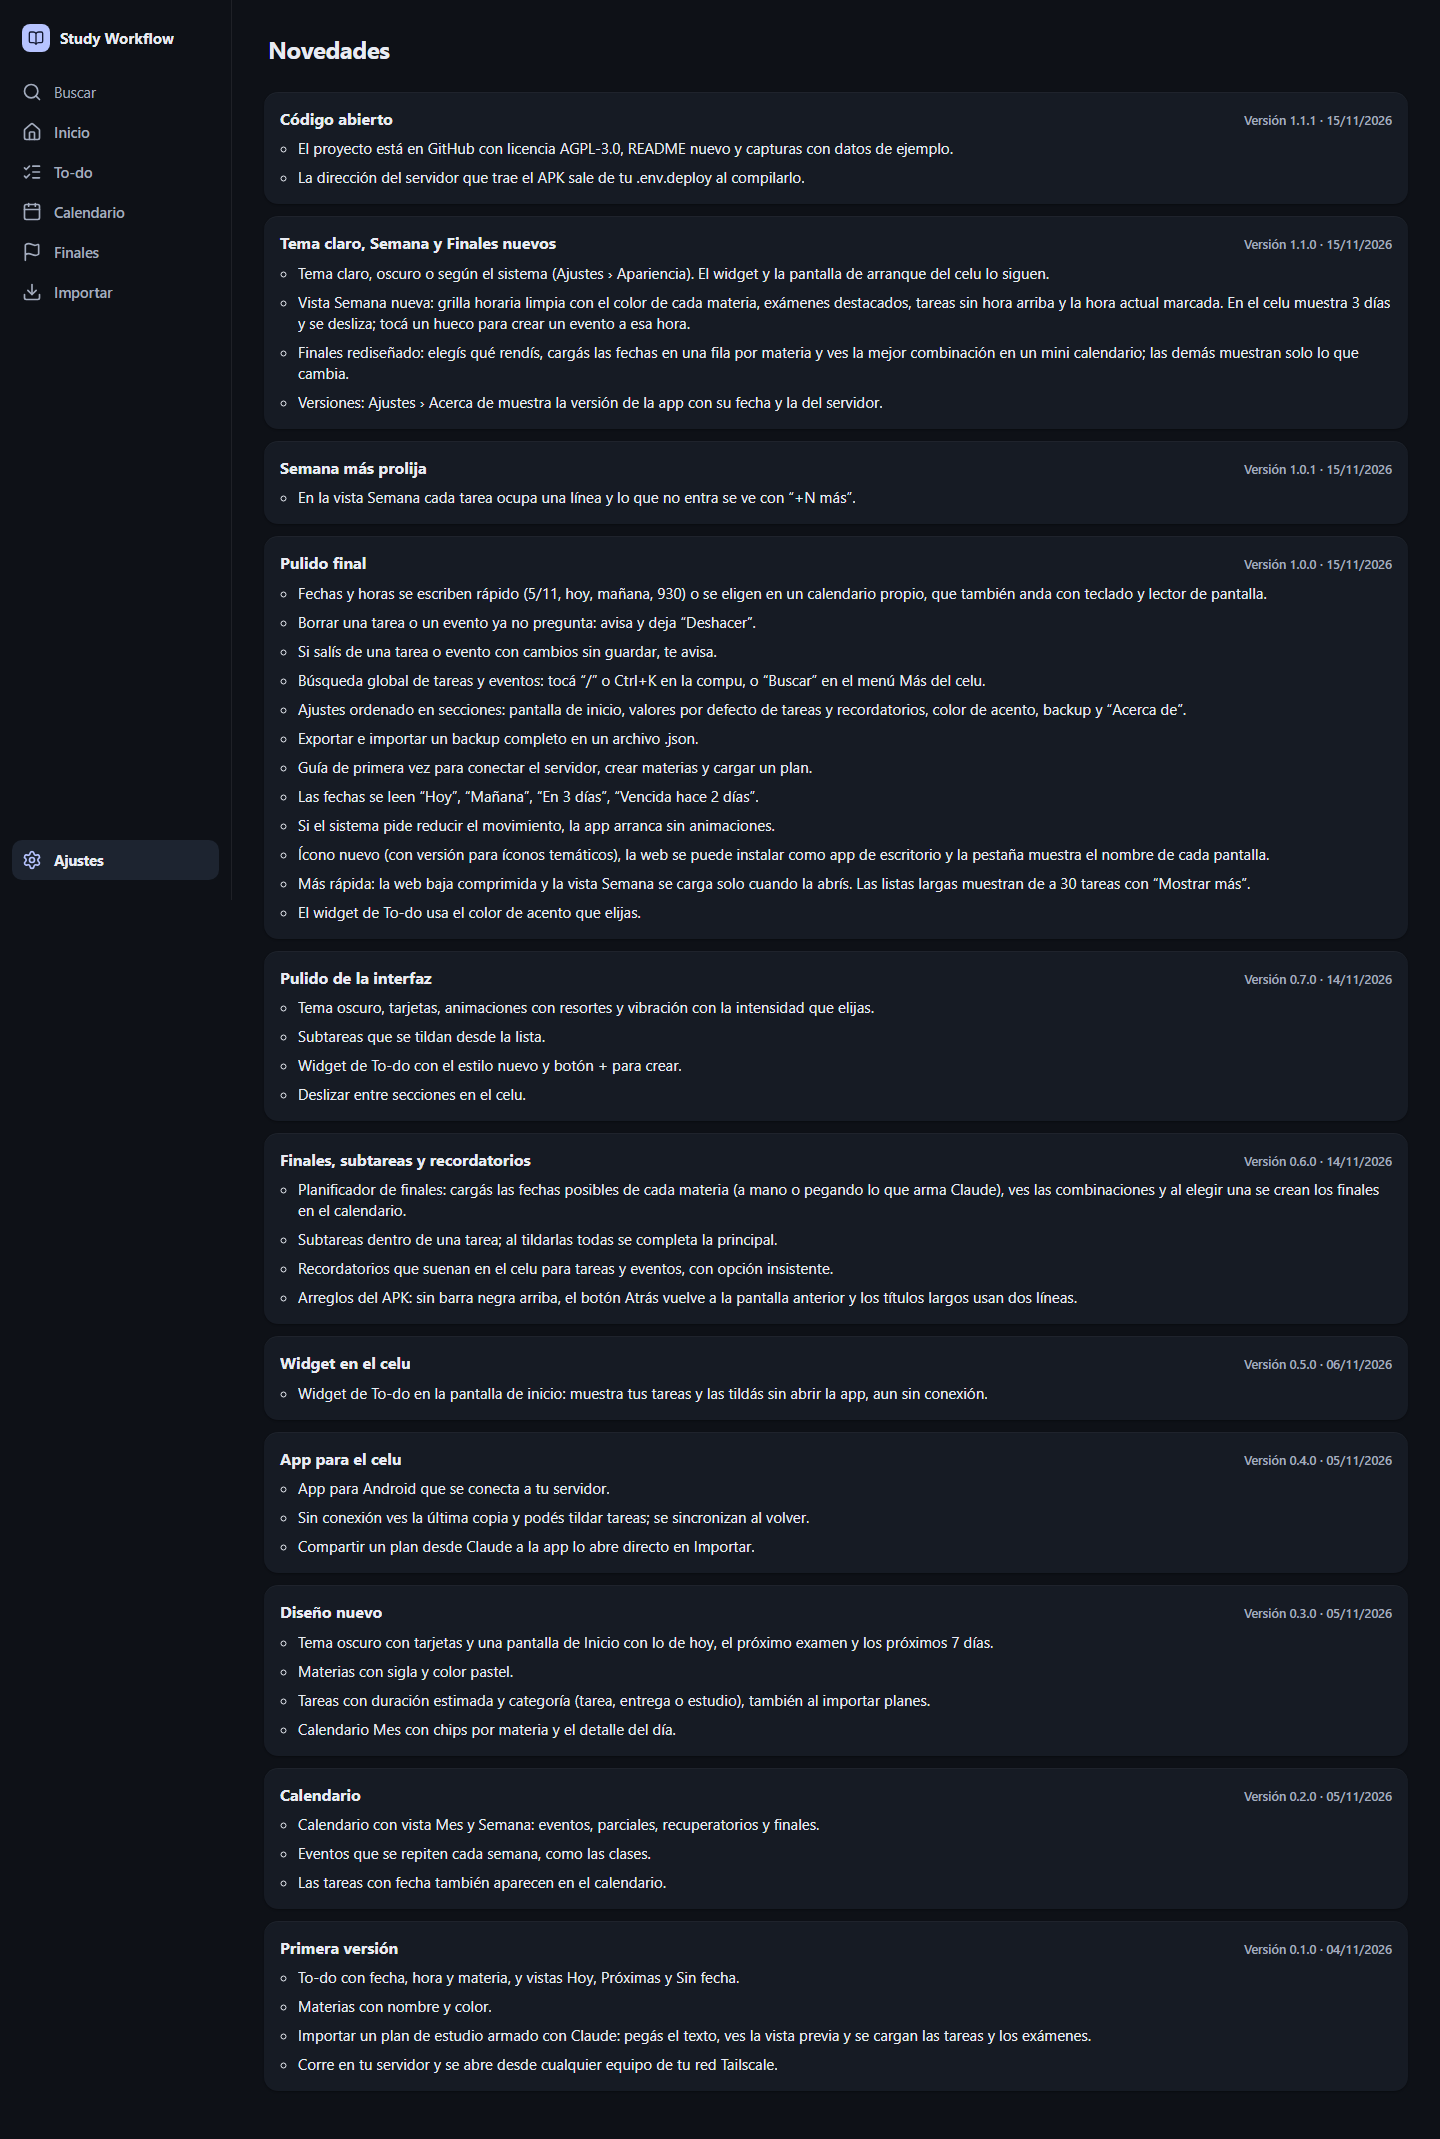 Study Workflow
Buscar
Inicio
To-do
Calendario
Finales
Importar
Ajustes
Novedades
Código abierto
Versión 1.1.1 · 15/11/2026
El proyecto está en GitHub con licencia AGPL-3.0, README nuevo y capturas con datos de ejemplo.
La dirección del servidor que trae el APK sale de tu .env.deploy al compilarlo.
Tema claro, Semana y Finales nuevos
Versión 1.1.0 · 15/11/2026
Tema claro, oscuro o según el sistema (Ajustes › Apariencia). El widget y la pantalla de arranque del celu lo siguen.
Vista Semana nueva: grilla horaria limpia con el color de cada materia, exámenes destacados, tareas sin hora arriba y la hora actual marcada. En el celu muestra 3 días
y se desliza; tocá un hueco para crear un evento a esa hora.
Finales rediseñado: elegís qué rendís, cargás las fechas en una fila por materia y ves la mejor combinación en un mini calendario; las demás muestran solo lo que
cambia.
Versiones: Ajustes › Acerca de muestra la versión de la app con su fecha y la del servidor.
Semana más prolija
Versión 1.0.1 · 15/11/2026
En la vista Semana cada tarea ocupa una línea y lo que no entra se ve con “+N más”.
Pulido final
Versión 1.0.0 · 15/11/2026
Fechas y horas se escriben rápido (5/11, hoy, mañana, 930) o se eligen en un calendario propio, que también anda con teclado y lector de pantalla.
Borrar una tarea o un evento ya no pregunta: avisa y deja “Deshacer”.
Si salís de una tarea o evento con cambios sin guardar, te avisa.
Búsqueda global de tareas y eventos: tocá “/” o Ctrl+K en la compu, o “Buscar” en el menú Más del celu.
Ajustes ordenado en secciones: pantalla de inicio, valores por defecto de tareas y recordatorios, color de acento, backup y “Acerca de”.
Exportar e importar un backup completo en un archivo .json.
Guía de primera vez para conectar el servidor, crear materias y cargar un plan.
Las fechas se leen “Hoy”, “Mañana”, “En 3 días”, “Vencida hace 2 días”.
Si el sistema pide reducir el movimiento, la app arranca sin animaciones.
Ícono nuevo (con versión para íconos temáticos), la web se puede instalar como app de escritorio y la pestaña muestra el nombre de cada pantalla.
Más rápida: la web baja comprimida y la vista Semana se carga solo cuando la abrís. Las listas largas muestran de a 30 tareas con “Mostrar más”.
El widget de To-do usa el color de acento que elijas.
Pulido de la interfaz
Versión 0.7.0 · 14/11/2026
Tema oscuro, tarjetas, animaciones con resortes y vibración con la intensidad que elijas.
Subtareas que se tildan desde la lista.
Widget de To-do con el estilo nuevo y botón + para crear.
Deslizar entre secciones en el celu.
Finales, subtareas y recordatorios
Versión 0.6.0 · 14/11/2026
Planificador de finales: cargás las fechas posibles de cada materia (a mano o pegando lo que arma Claude), ves las combinaciones y al elegir una se crean los finales
en el calendario.
Subtareas dentro de una tarea; al tildarlas todas se completa la principal.
Recordatorios que suenan en el celu para tareas y eventos, con opción insistente.
Arreglos del APK: sin barra negra arriba, el botón Atrás vuelve a la pantalla anterior y los títulos largos usan dos líneas.
Widget en el celu
Versión 0.5.0 · 06/11/2026
Widget de To-do en la pantalla de inicio: muestra tus tareas y las tildás sin abrir la app, aun sin conexión.
App para el celu
Versión 0.4.0 · 05/11/2026
App para Android que se conecta a tu servidor.
Sin conexión ves la última copia y podés tildar tareas; se sincronizan al volver.
Compartir un plan desde Claude a la app lo abre directo en Importar.
Diseño nuevo
Versión 0.3.0 · 05/11/2026
Tema oscuro con tarjetas y una pantalla de Inicio con lo de hoy, el próximo examen y los próximos 7 días.
Materias con sigla y color pastel.
Tareas con duración estimada y categoría (tarea, entrega o estudio), también al importar planes.
Calendario Mes con chips por materia y el detalle del día.
Calendario
Versión 0.2.0 · 05/11/2026
Calendario con vista Mes y Semana: eventos, parciales, recuperatorios y finales.
Eventos que se repiten cada semana, como las clases.
Las tareas con fecha también aparecen en el calendario.
Primera versión
Versión 0.1.0 · 04/11/2026
To-do con fecha, hora y materia, y vistas Hoy, Próximas y Sin fecha.
Materias con nombre y color.
Importar un plan de estudio armado con Claude: pegás el texto, ves la vista previa y se cargan las tareas y los exámenes.
Corre en tu servidor y se abre desde cualquier equipo de tu red Tailscale.